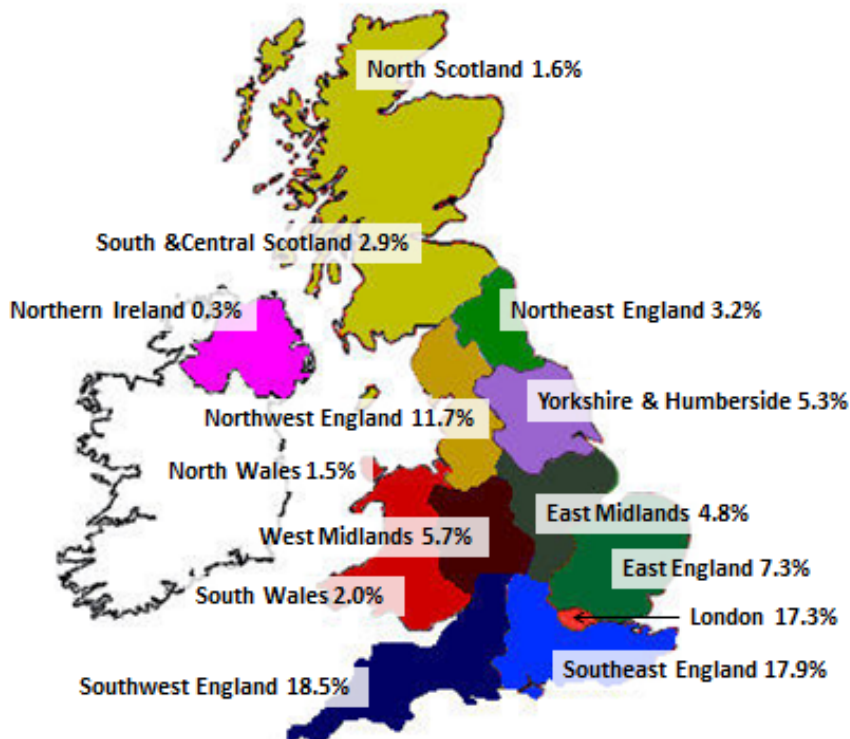 North Scotland 1.6%
South &Central Scotland 2.9%
Northern Ireland 0.3%
Northeast England 3.2%
Yorkshire & Humberside 5.3%
Northwest England 11.7%
North Wales 1.5%
East Midlands 4.8%
West Midlands 5.7%
East England 7.3%
South Wales 2.0%
London 17.3%
Southeast England 17.9%
Southwest England 18.5%